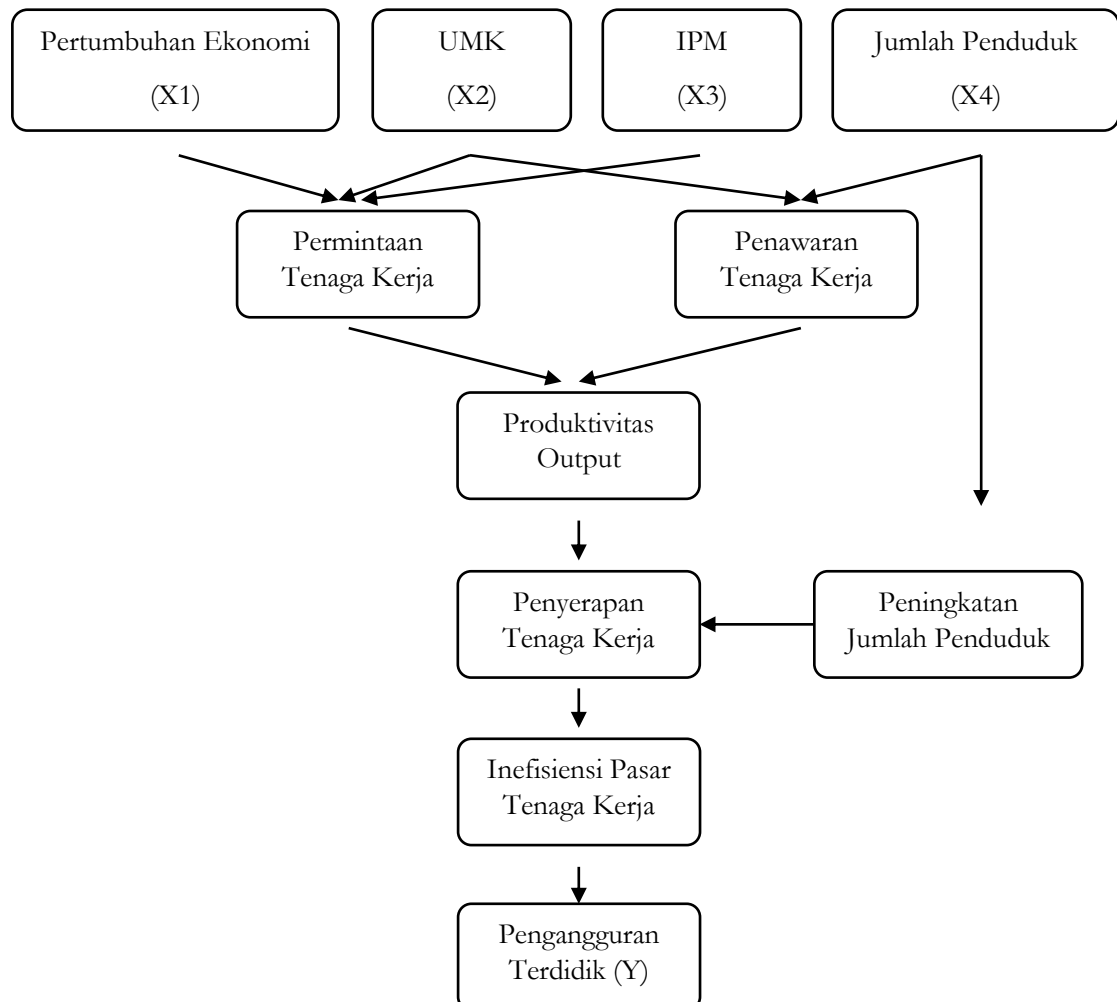 Pertumbuhan Ekonomi
(X1)
UMK
(X2)
IPM
(X3)
Jumlah Penduduk
(X4)
Permintaan
Tenaga Kerja
Penawaran
Tenaga Kerja
Produktivitas
Output
Penyerapan
Tenaga Kerja
Peningkatan
Jumlah Penduduk
Inefisiensi Pasar
Tenaga Kerja
Pengangguran
Terdidik (Y)